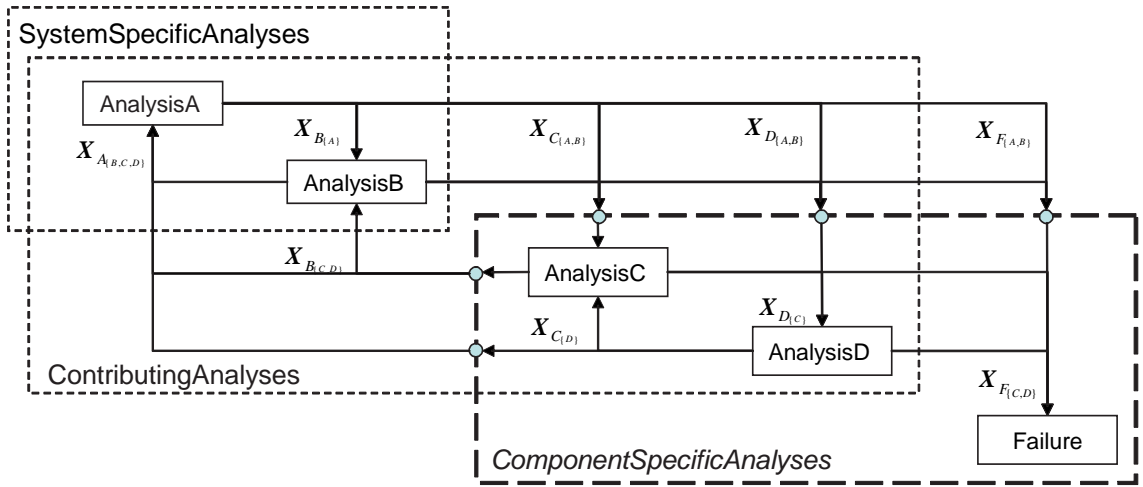 SystemSpecificAnalyses
AnalysisA
X_{B_{\{A\}}}
X_{C_{\{A,B\}}}
X_{D_{\{A,B\}}}
X_{F_{\{A,B\}}}
X_{A_{\{B,C,D\}}}
AnalysisB
X_{B_{\{C,D\}}}
AnalysisC
X_{C_{\{D\}}}
X_{D_{\{C\}}}
AnalysisD
ContributingAnalyses
X_{F_{\{C,D\}}}
Failure
ComponentSpecificAnalyses